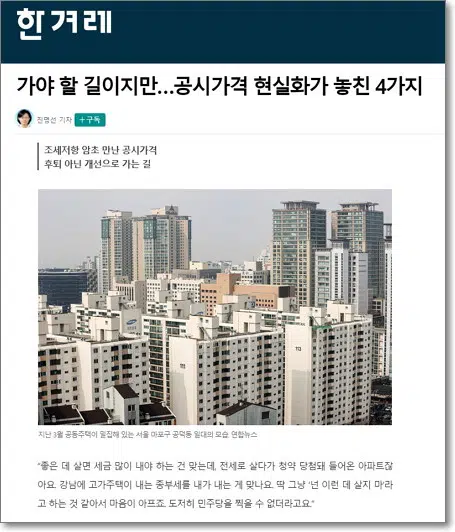 한겨레
가야 할 길이지만…공시가격 현실화가 놓친 4가지
진명선 기자 +구독
조세저항 암초 만난 공시가격
후퇴 아닌 개선으로 가는 길
지난 3월 공동주택이 밀집해 있는 서울 마포구 공덕동 일대의 모습. 연합뉴스
“좋은 데 살면 세금 많이 내야 하는 건 맞는데, 전세로 살다가 청약 당첨돼 들어온 아파트잖
아요. 강남에 고가주택이 내는 종부세를 내가 내는 게 맞나요. 딱 그냥 ‘넌 이런 데 살지 마’라
고 하는 것 같아서 마음이 아프죠. 도저히 민주당을 찍을 수 없더라고요.”